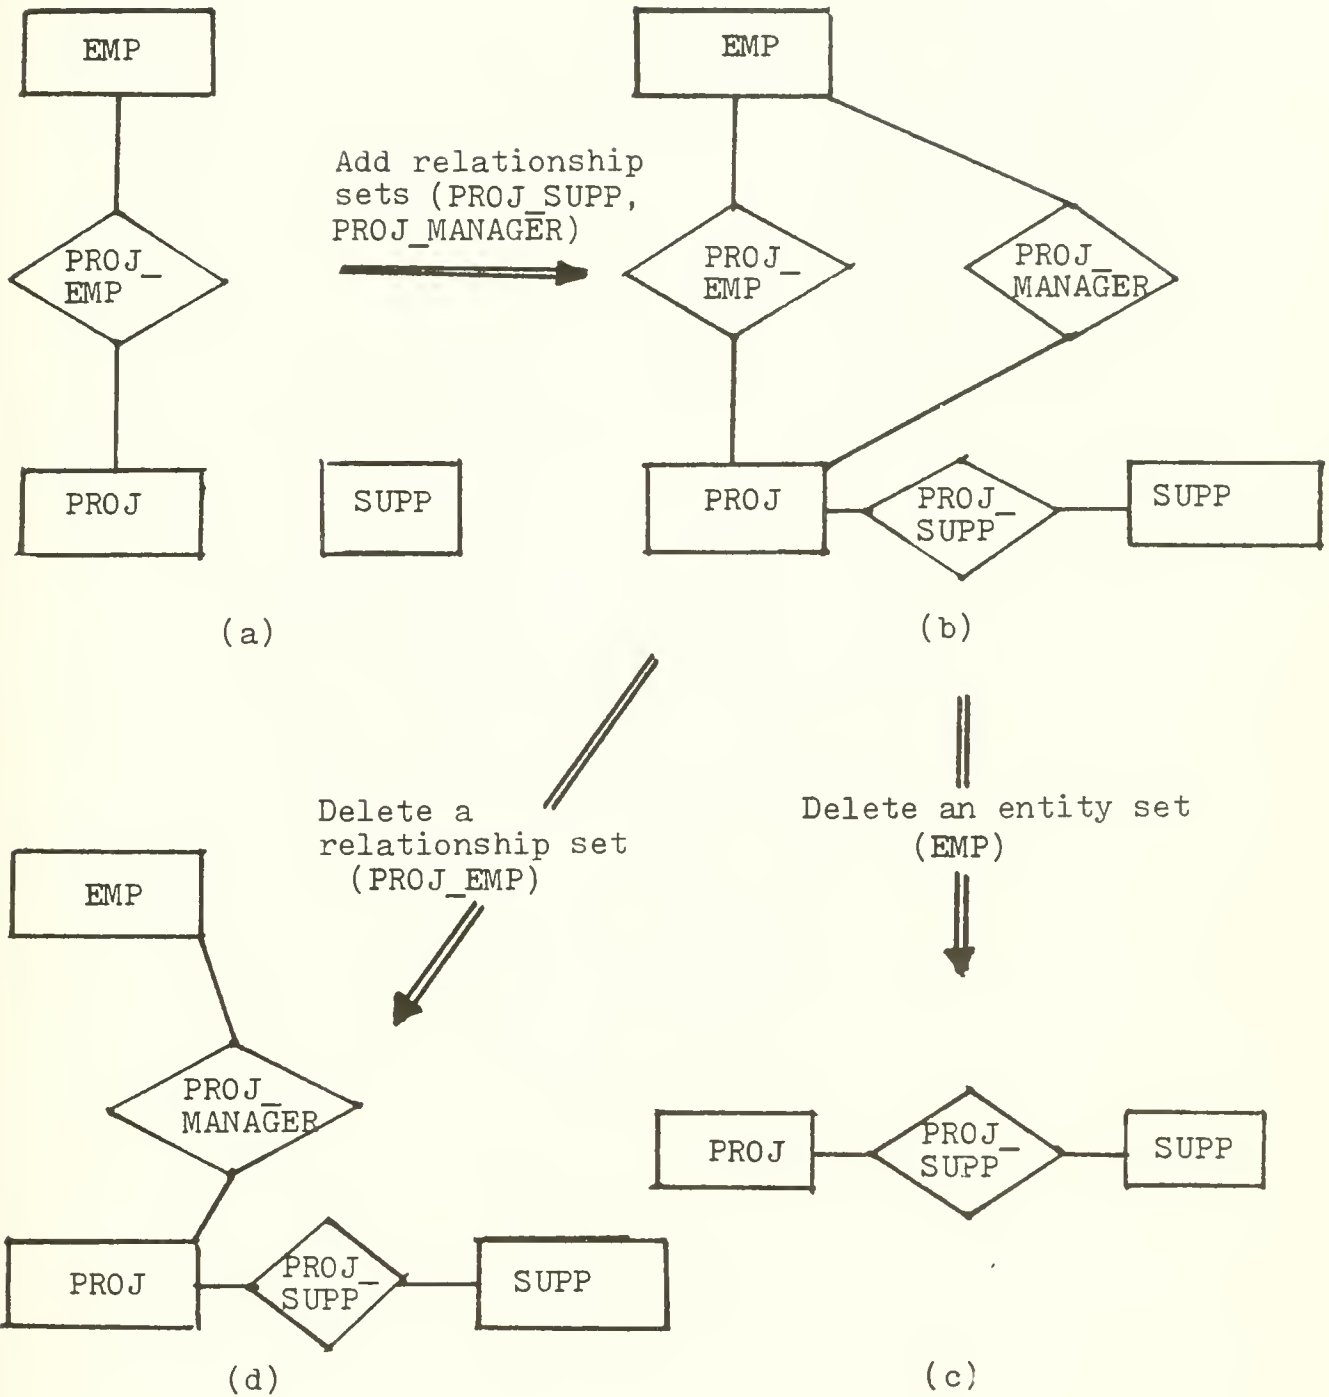 EMP
Add relationship
sets (PROJ_SUPP,
PROJ_MANAGER)
PROJ_
EMP
PROJ
SUPP
(a)
EMP
PROJ_
EMP
PROJ_
MANAGER
PROJ
PROJ_
SUPP
SUPP
(b)
Delete a
relationship set
(PROJ_EMP)
Delete an entity set
(EMP)
EMP
PROJ_
MANAGER
PROJ
PROJ_
SUPP
SUPP
(d)
PROJ
PROJ_
SUPP
SUPP
(c)